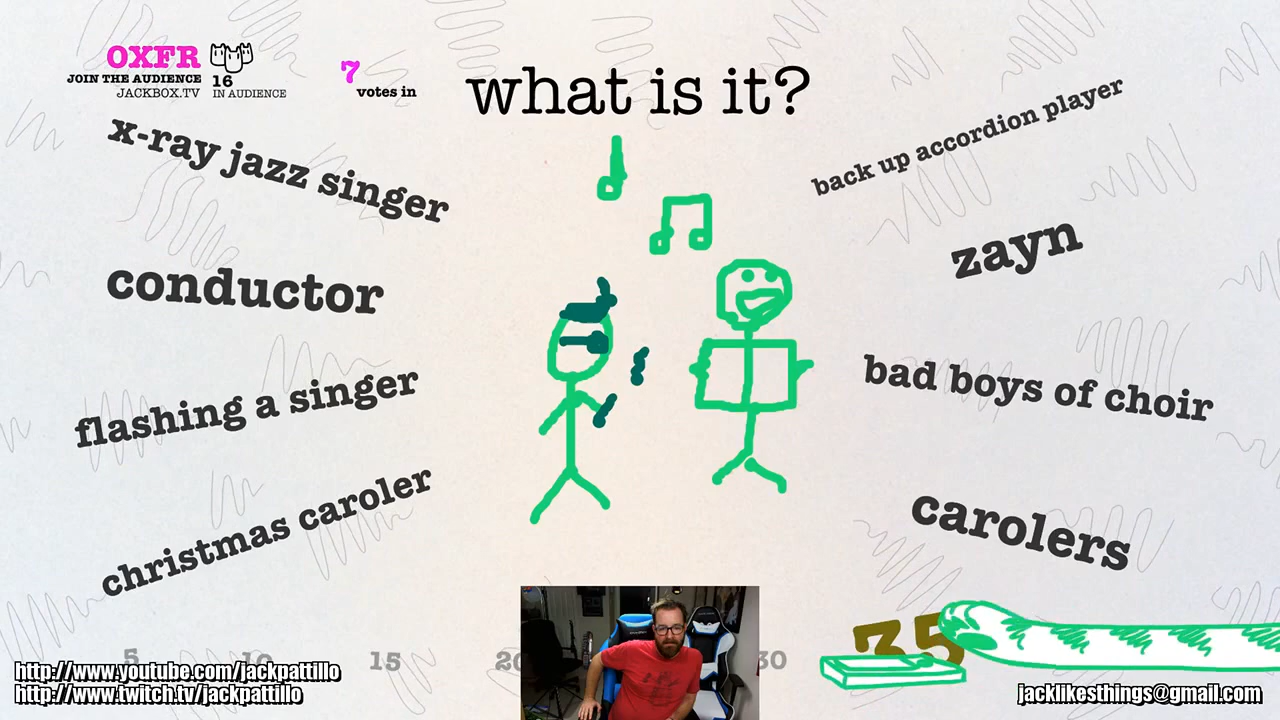 OXFR
JOIN THE AUDIENCE
JACKBOX.TV
16
IN AUDIENCE
7
votes in
what is it?
x-ray jazz singer
conductor
flashing a singer
christmas caroler
back up accordion player
zayn
bad boys of choir
carolers
5
10
15
20
30
35
http://www.youtube.com/jackpattillo
http://www.twitch.tv/jackpattillo
jacklikesthings@gmail.com